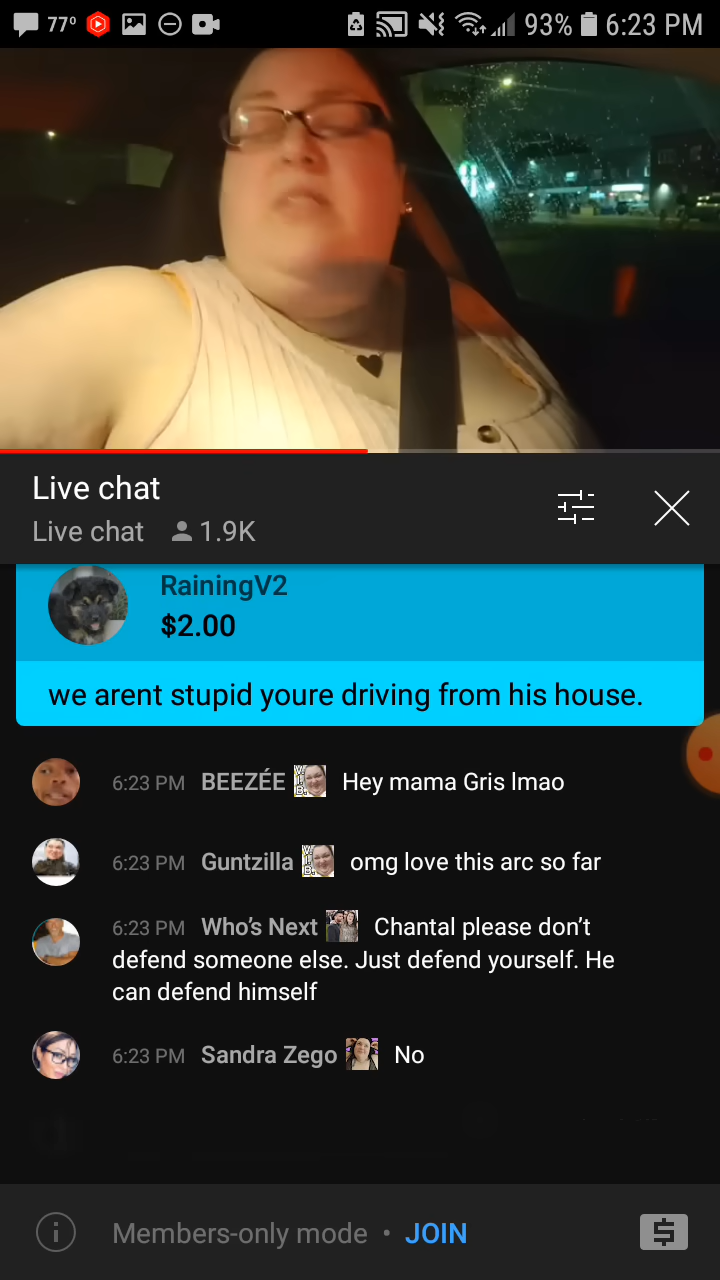 77° 93% 6:23 PM
Live chat
Live chat 1.9K
RainingV2
$2.00
we arent stupid youre driving from his house.
6:23 PM BEEZÉE Hey mama Gris lmao
6:23 PM Guntzilla omg love this arc so far
6:23 PM Who’s Next Chantal please don’t
defend someone else. Just defend yourself. He
can defend himself
6:23 PM Sandra Zego No
Members-only mode • JOIN